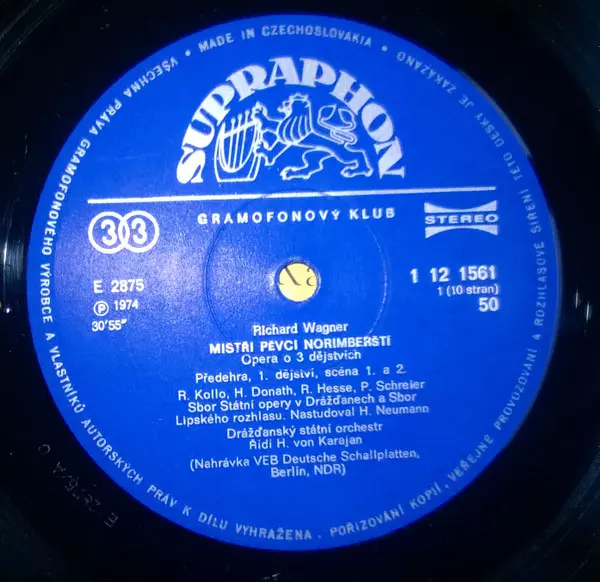 VŠECHNA PRÁVA GRAMOFONOVÉHO VÝROBCE A VLASTNÍKŮ AUTORSKÝCH PRÁV K DÍLU VYHRAŽENA. POŘIZOVÁNÍ KOPIÍ, VEŘEJNÉ PROVOZOVÁNÍ A ROZHLASOVÉ ŠÍŘENÍ TÉTO DESKY JE ZAKÁZÁNO • MADE IN CZECHOSLOVAKIA •
SUPRAPHON
33
GRAMOFONOVÝ KLUB
STEREO
E 2875
Ⓟ 1974
30'55"
1 12 1561
1 (10 stran)
50
Richard Wagner
MISTŘI PĚVCI NORIMBERŠTÍ
Opera o 3 dějstvích
Předehra, 1. dějství, scéna 1. a 2.
R. Kollo, H. Donath, R. Hesse, P. Schreier
Sbor Státní opery v Drážďanech a Sbor
Lipského rozhlasu. Nastudoval H. Neumann
Drážďanský státní orchestr
Řídí H. von Karajan
(Nahrávka VEB Deutsche Schallplatten,
Berlin, NDR)